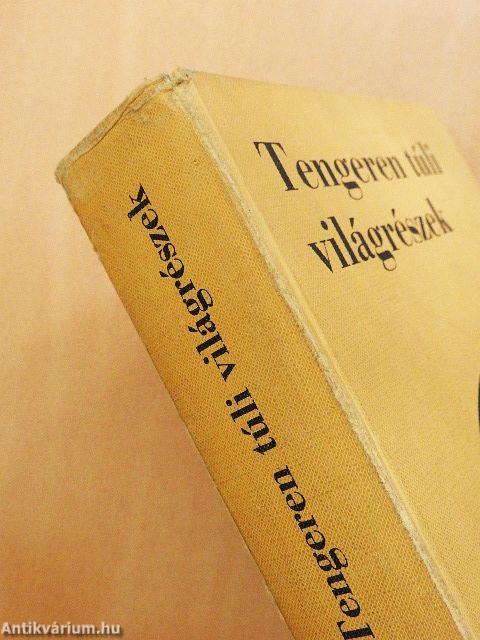 Tengeren túli
világrészek
Tengeren túli világrészek
Antikvárium.hu